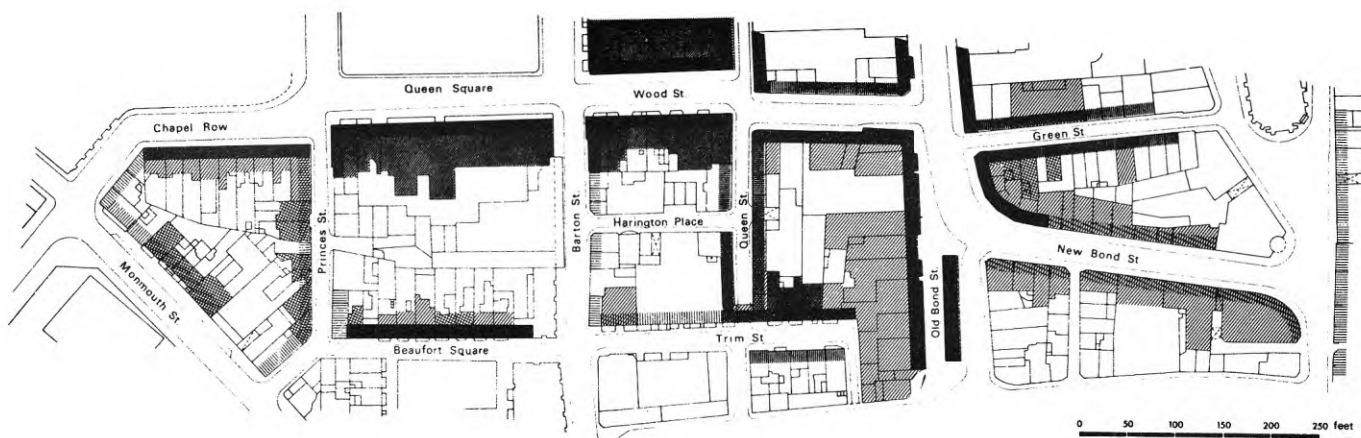 Queen Square
Wood St.
Chapel Row
Green St.
Princes St.
Barton St.
Harington Place
Queen St.
New Bond St
Monmouth St.
Old Bond St.
Trim St
Beaufort Square
0 50 100 150 200 250 feet